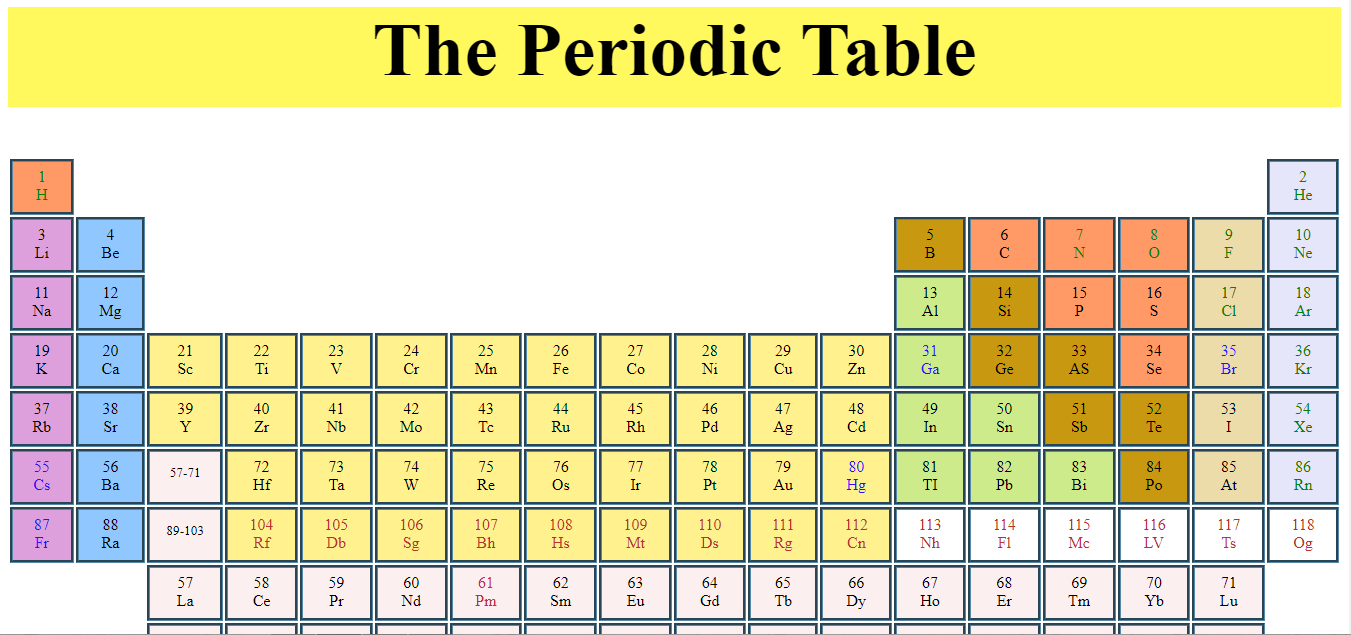 The Periodic Table
1 2
H He
3 4 5 6 7 8 9 10
Li Be B C N O F Ne
11 12 13 14 15 16 17 18
Na Mg Al Si P S Cl Ar
19 20 21 22 23 24 25 26 27 28 29 30 31 32 33 34 35 36
K Ca Sc Ti V Cr Mn Fe Co Ni Cu Zn Ga Ge AS Se Br Kr
37 38 39 40 41 42 43 44 45 46 47 48 49 50 51 52 53 54
Rb Sr Y Zr Nb Mo Tc Ru Rh Pd Ag Cd In Sn Sb Te I Xe
55 56 57-71 72 73 74 75 76 77 78 79 80 81 82 83 84 85 86
Cs Ba Hf Ta W Re Os Ir Pt Au Hg TI Pb Bi Po At Rn
87 88 89-103 104 105 106 107 108 109 110 111 112 113 114 115 116 117 118
Fr Ra Rf Db Sg Bh Hs Mt Ds Rg Cn Nh Fl Mc LV Ts Og
57 58 59 60 61 62 63 64 65 66 67 68 69 70 71
La Ce Pr Nd Pm Sm Eu Gd Tb Dy Ho Er Tm Yb Lu